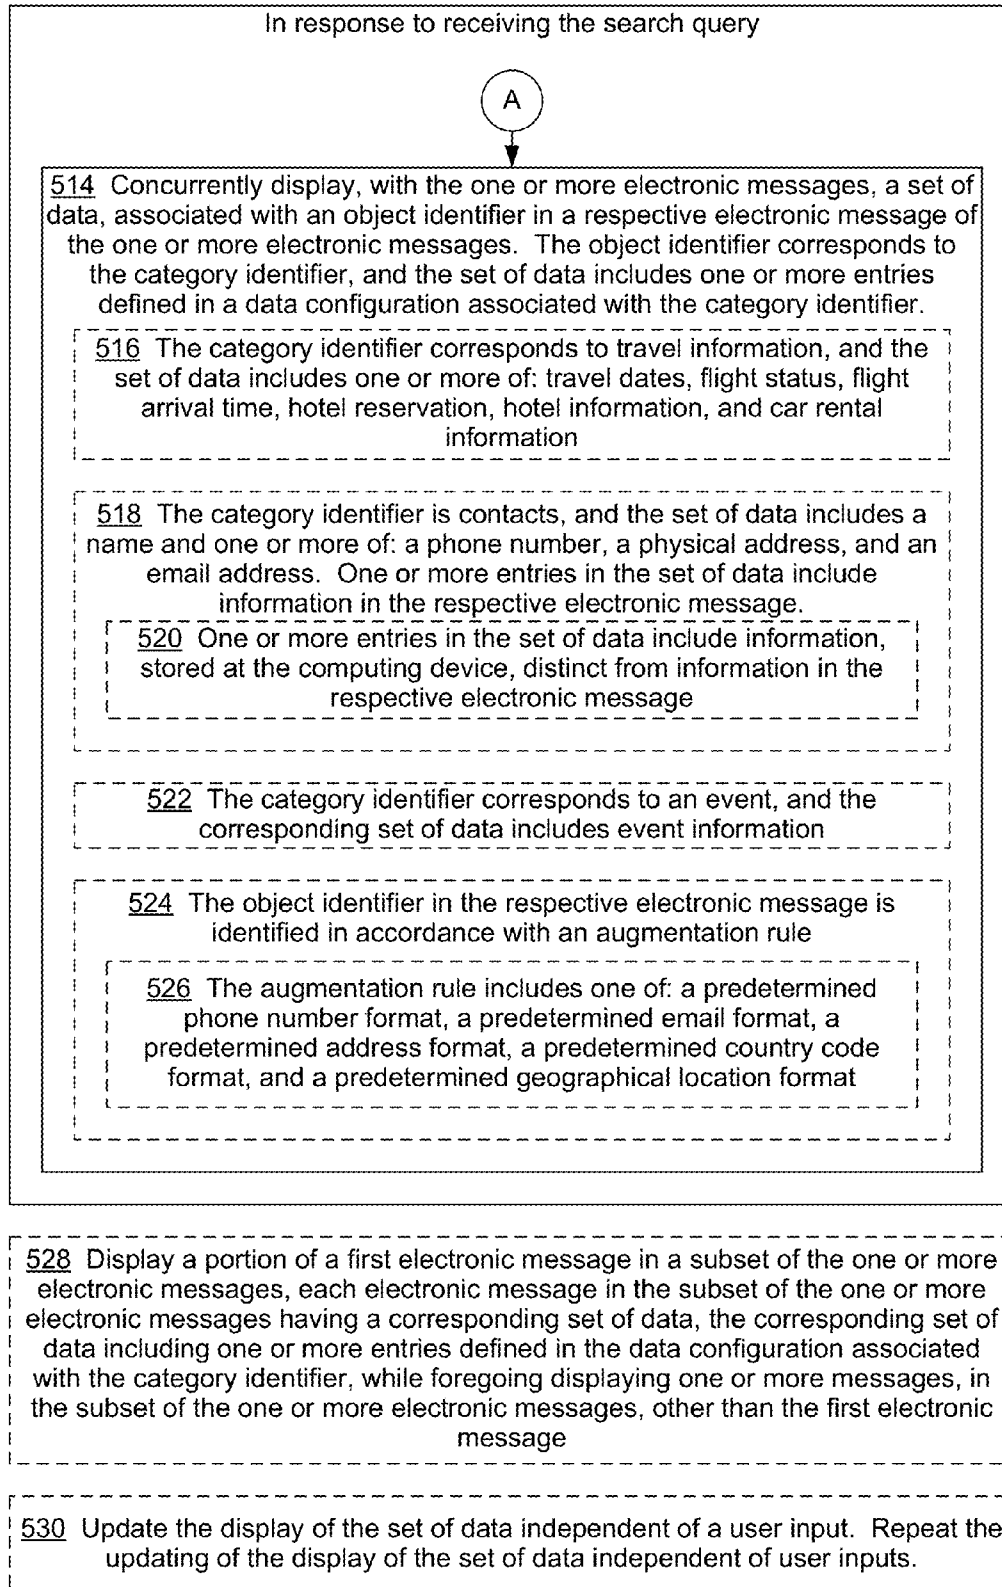 In response to receiving the search query
A
514 Concurrently display, with the one or more electronic messages, a set of
data, associated with an object identifier in a respective electronic message of
the one or more electronic messages. The object identifier corresponds to
the category identifier, and the set of data includes one or more entries
defined in a data configuration associated with the category identifier.
516 The category identifier corresponds to travel information, and the
set of data includes one or more of: travel dates, flight status, flight
arrival time, hotel reservation, hotel information, and car rental
information
518 The category identifier is contacts, and the set of data includes a
name and one or more of: a phone number, a physical address, and an
email address. One or more entries in the set of data include
information in the respective electronic message.
520 One or more entries in the set of data include information,
stored at the computing device, distinct from information in the
respective electronic message
522 The category identifier corresponds to an event, and the
corresponding set of data includes event information
524 The object identifier in the respective electronic message is
identified in accordance with an augmentation rule
526 The augmentation rule includes one of: a predetermined
phone number format, a predetermined email format, a
predetermined address format, a predetermined country code
format, and a predetermined geographical location format
528 Display a portion of a first electronic message in a subset of the one or more
electronic messages, each electronic message in the subset of the one or more
electronic messages having a corresponding set of data, the corresponding set of
data including one or more entries defined in the data configuration associated
with the category identifier, while foregoing displaying one or more messages, in
the subset of the one or more electronic messages, other than the first electronic
message
530 Update the display of the set of data independent of a user input. Repeat the
updating of the display of the set of data independent of user inputs.